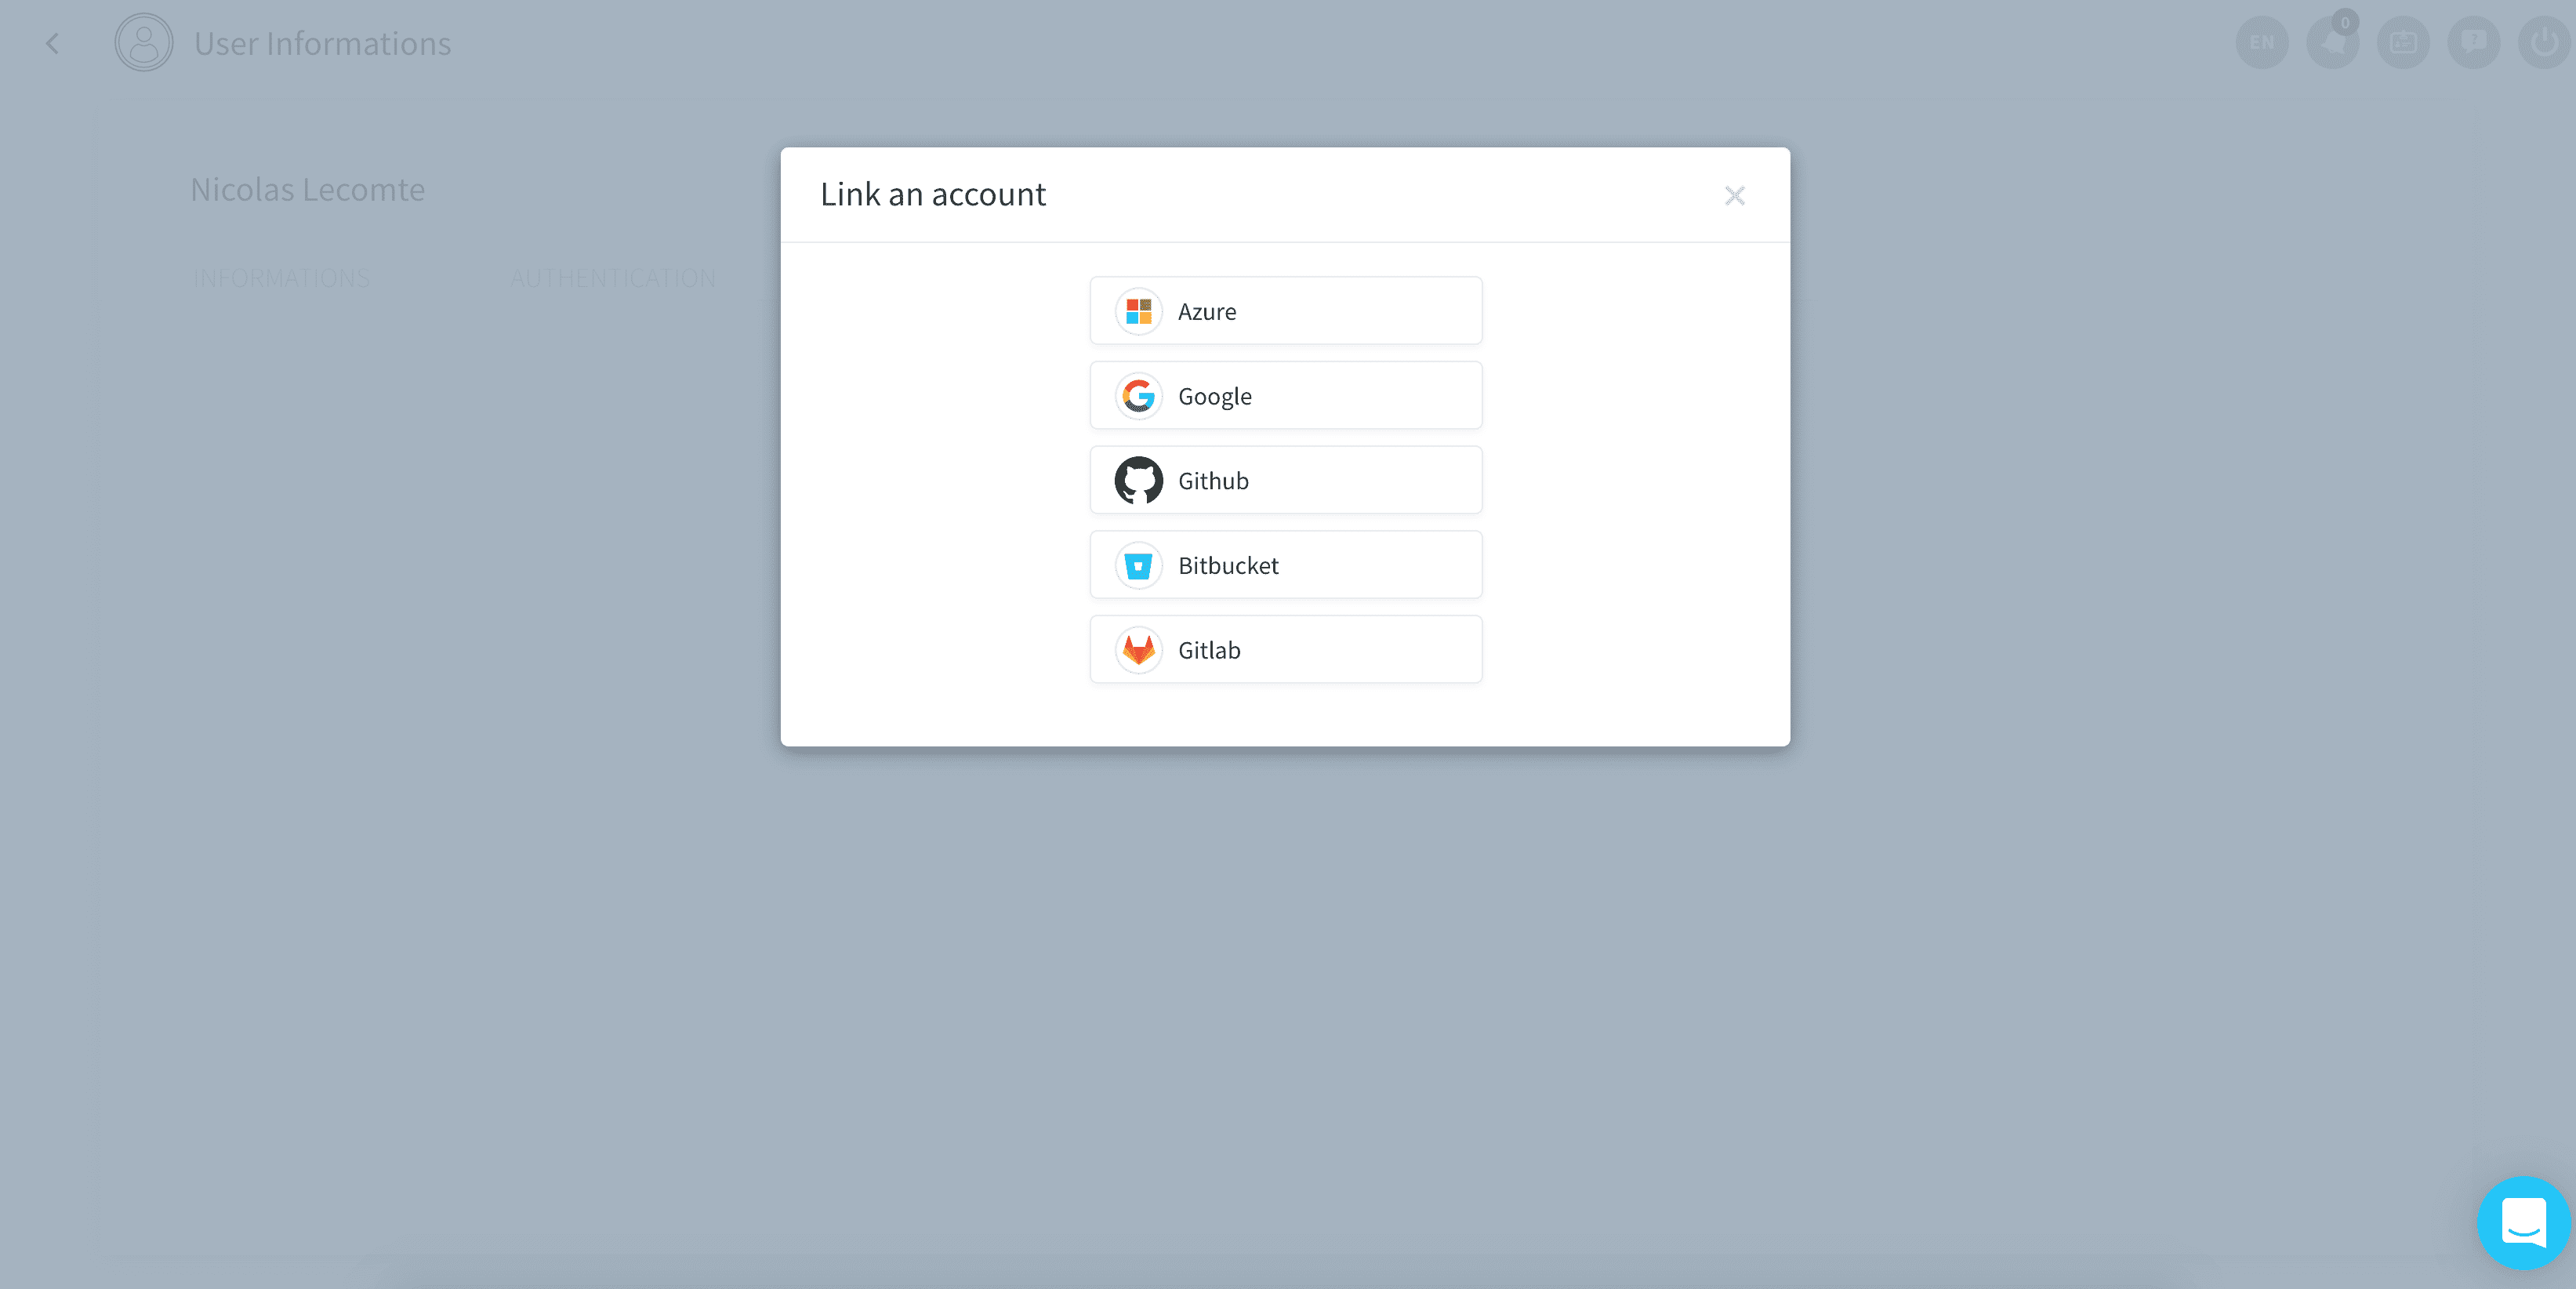 User Informations
EN
0
Nicolas Lecomte
INFORMATIONS
AUTHENTICATION
Link an account
Azure
Google
Github
Bitbucket
Gitlab